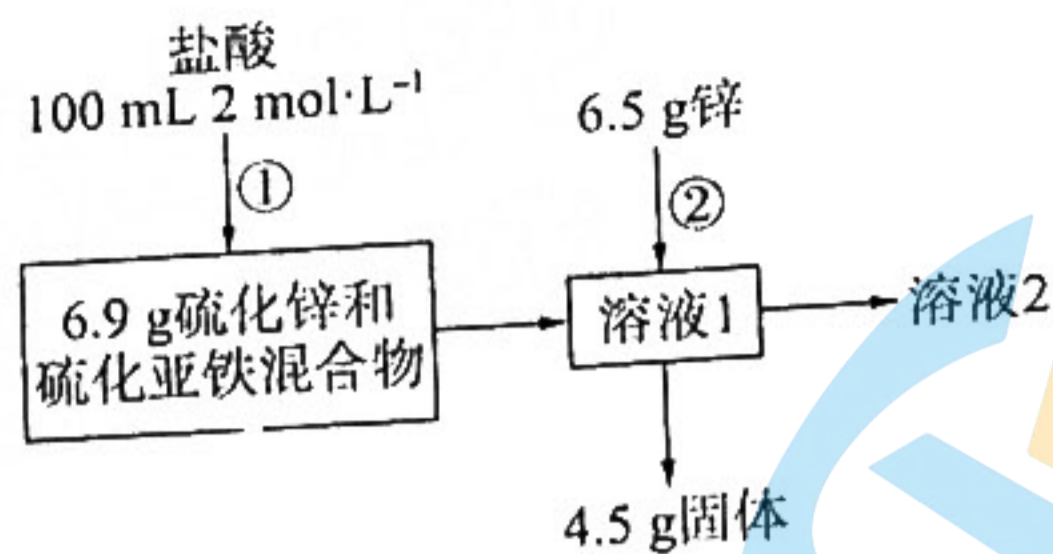 盐酸
100 mL 2 mol·L⁻¹
①
6.9 g硫化锌和
硫化亚铁混合物
6.5 g锌
②
溶液1
溶液2
4.5 g固体